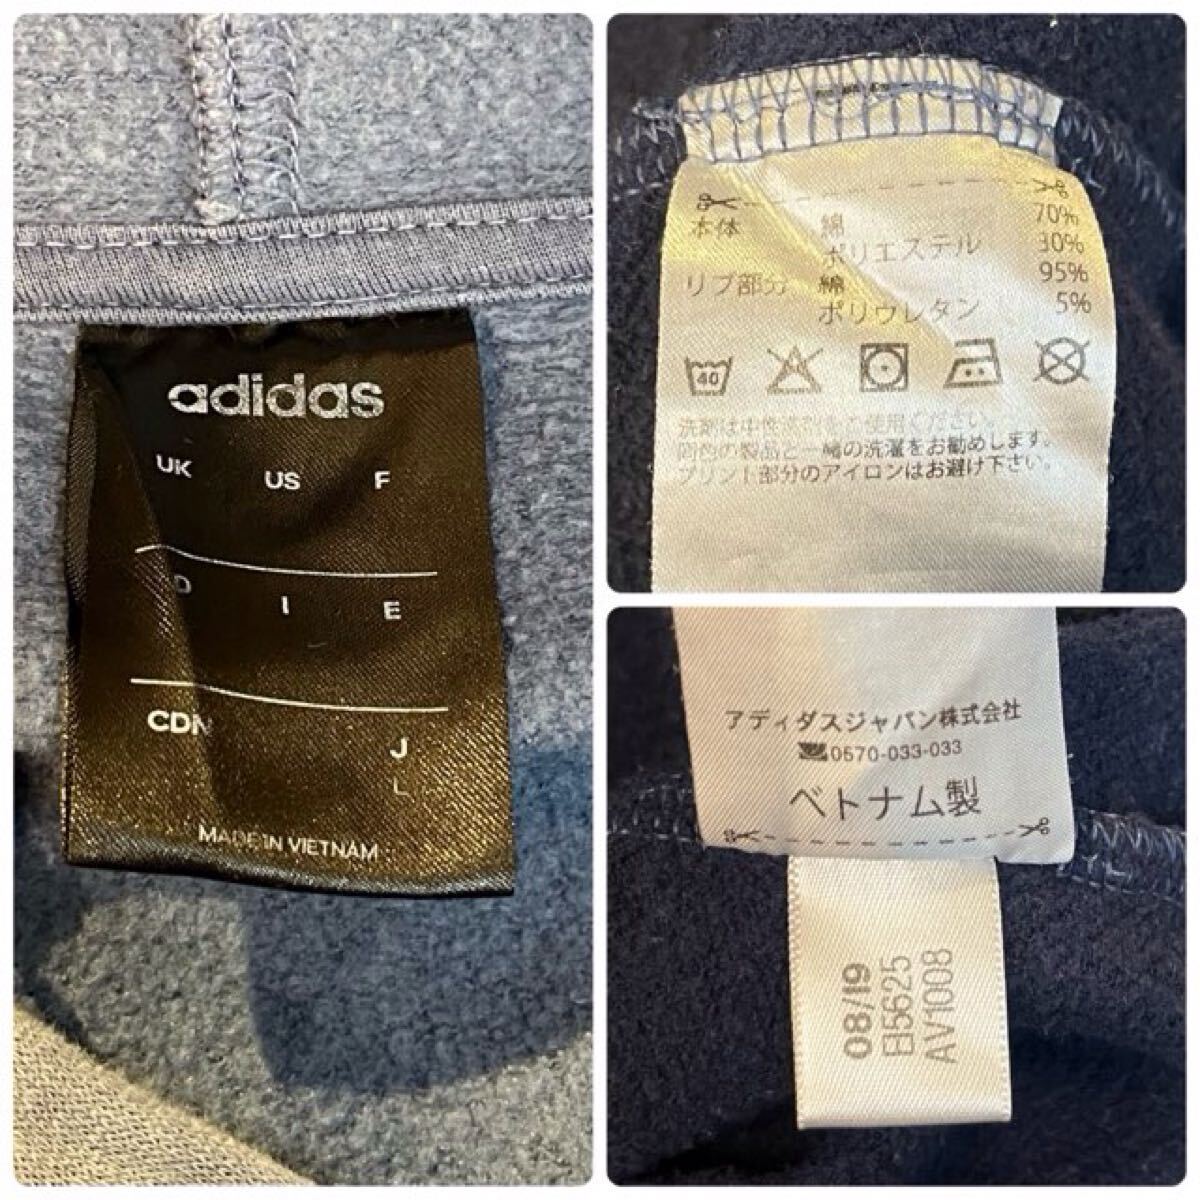 adidas
UK US F
D I E
CDN J
L
MADE IN VIETNAM
本体 綿 70%
ポリエステル 30%
リブ部分 綿 95%
ポリウレタン 5%
40
洗剤は中性洗剤をご使用ください。
同色の製品と一緒の洗濯をお勧めします。
プリント部分のアイロンはお避け下さい。
アディダスジャパン株式会社
0570-033-033
ベトナム製
08/19
日5625
AV1008